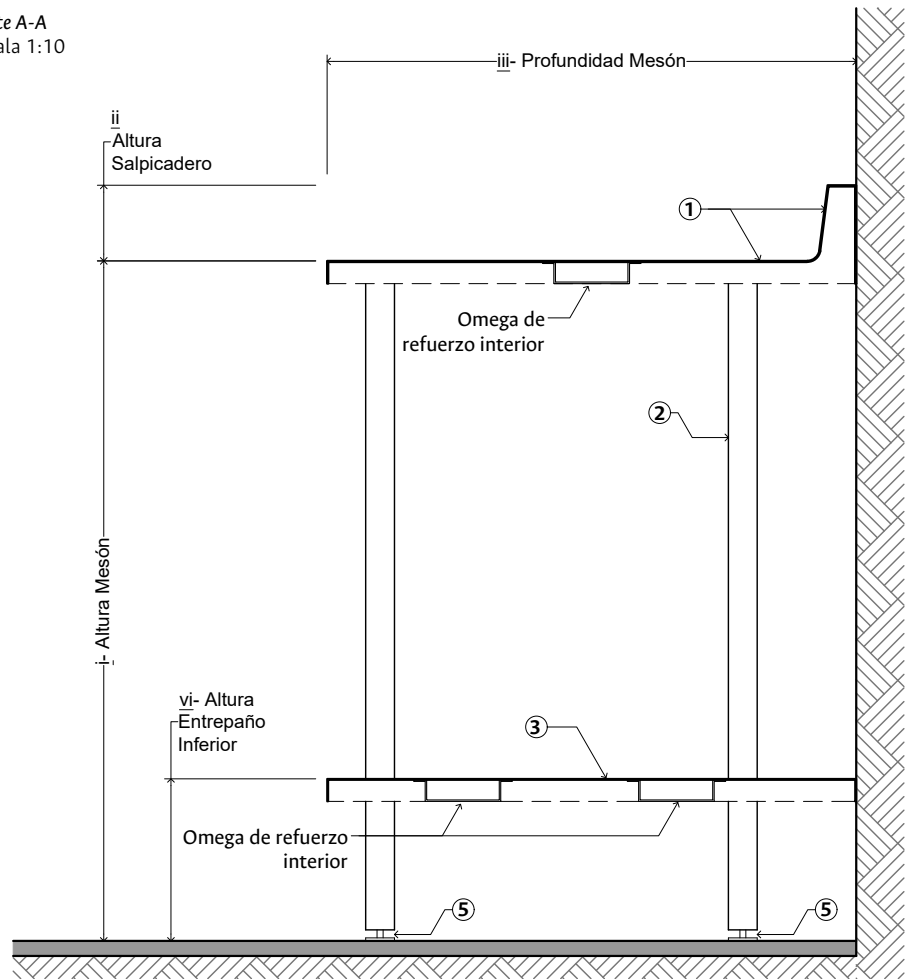 te A-A
ala 1:10
iii- Profundidad Mesón
ii
Altura
Salpicadero
1
Omega de
refuerzo interior
2
i- Altura Mesón
vi- Altura
Entrepaño
Inferior
3
Omega de refuerzo
interior
5
5